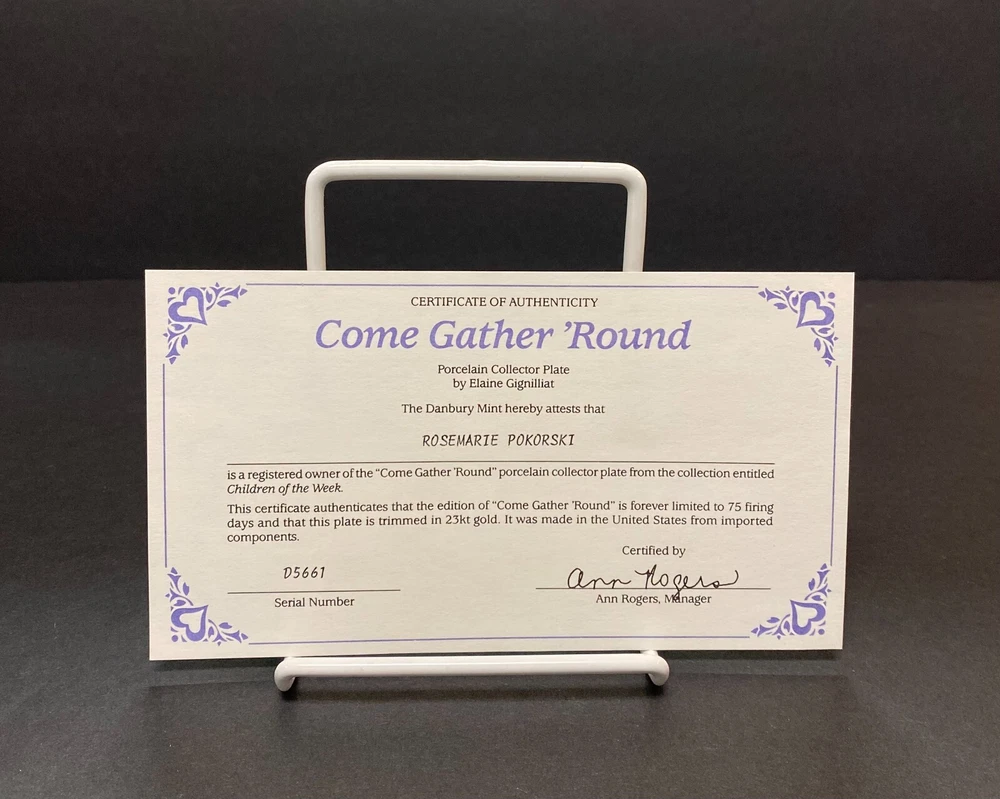 CERTIFICATE OF AUTHENTICITY
Come Gather ’Round
Porcelain Collector Plate
by Elaine Gignilliat
The Danbury Mint hereby attests that
ROSEMARIE POKORSKI
is a registered owner of the “Come Gather ’Round” porcelain collector plate from the collection entitled
Children of the Week.
This certificate authenticates that the edition of “Come Gather ’Round” is forever limited to 75 firing
days and that this plate is trimmed in 23kt gold. It was made in the United States from imported
components.
Certified by
D5661
Ann Rogers
Serial Number
Ann Rogers, Manager